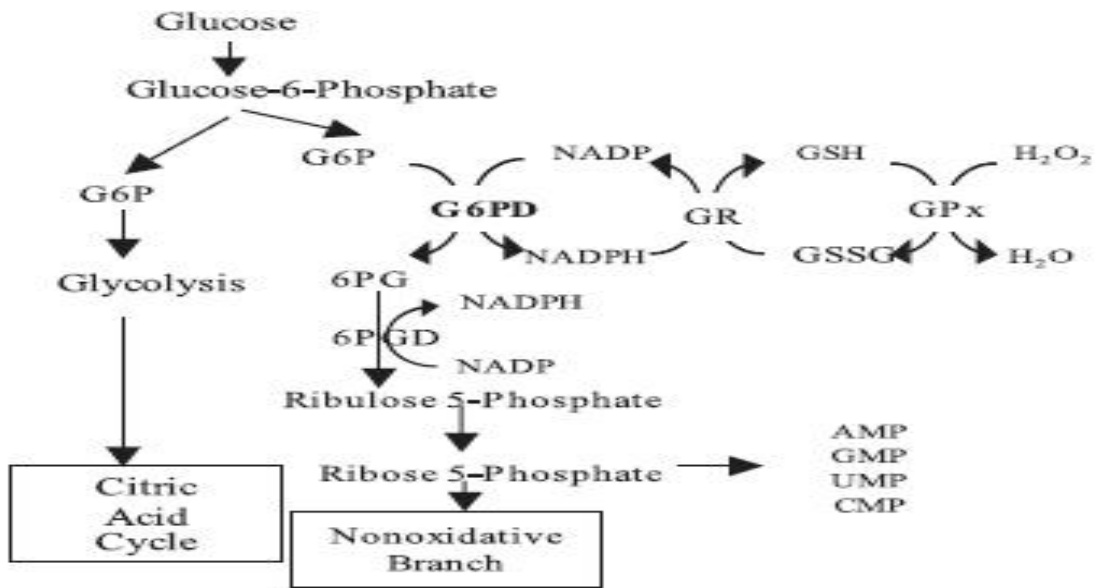 Glucose
Glucose-6-Phosphate
G6P
NADP
GSH
H₂O₂
G6P
G6PD
GR
GPx
Glycolysis
NADPH
GSSG
H₂O
6PG
NADPH
6PGD
NADP
Ribulose 5-Phosphate
AMP
GMP
UMP
CMP
Ribose 5-Phosphate
Citric
Acid
Cycle
Nonoxidative
Branch